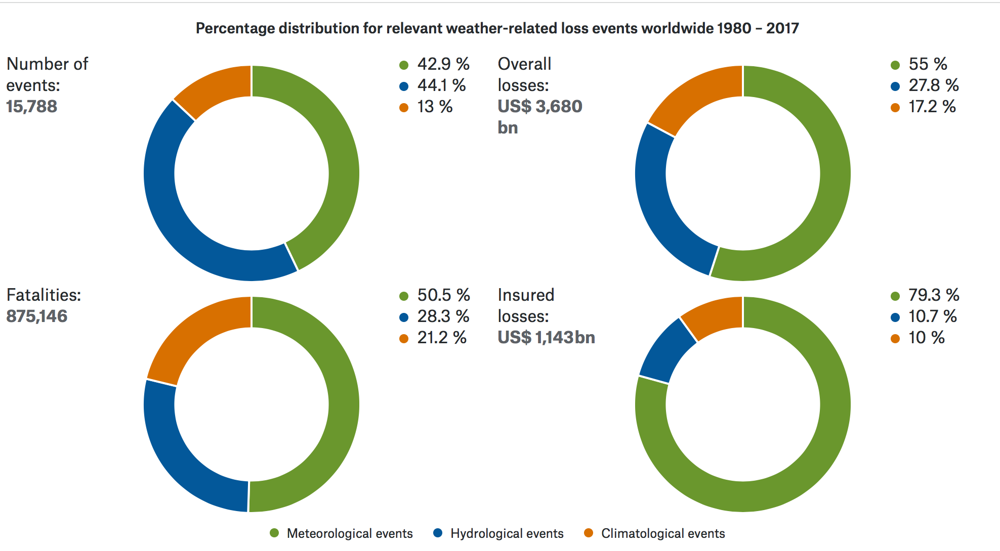 Percentage distribution for relevant weather-related loss events worldwide 1980 – 2017
Number of
events:
15,788
42.9 %
44.1 %
13 %
Overall
losses:
US$ 3,680
bn
55 %
27.8 %
17.2 %
Fatalities:
875,146
50.5 %
28.3 %
21.2 %
Insured
losses:
US$ 1,143bn
79.3 %
10.7 %
10 %
Meteorological events
Hydrological events
Climatological events